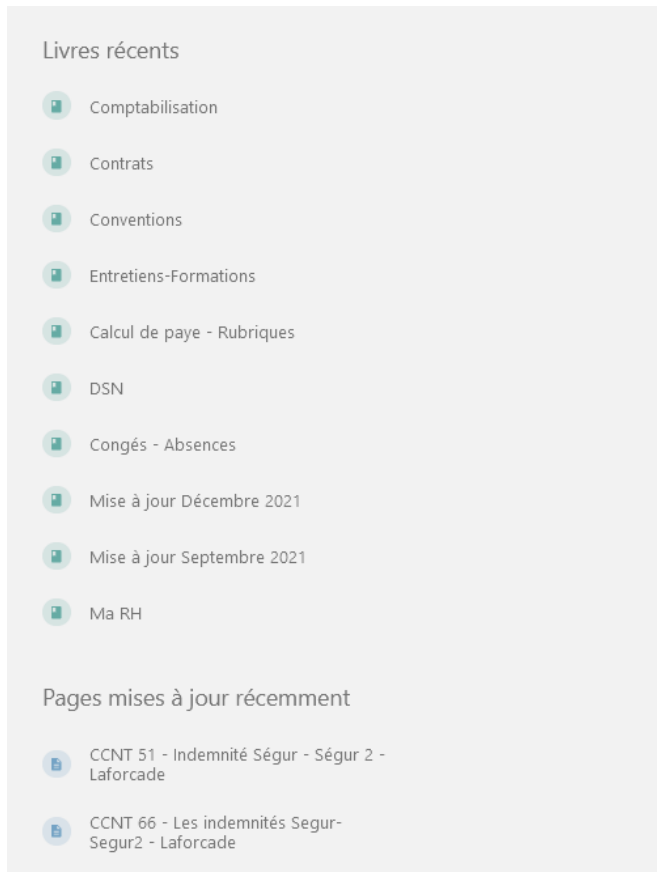 Livres récents
Comptabilisation
Contrats
Conventions
Entretiens-Formations
Calcul de paye - Rubriques
DSN
Congés - Absences
Mise à jour Décembre 2021
Mise à jour Septembre 2021
Ma RH
Pages mises à jour récemment
CCNT 51 - Indemnité Ségur - Ségur 2 -
Laforcade
CCNT 66 - Les indemnités Segur-
Segur2 - Laforcade